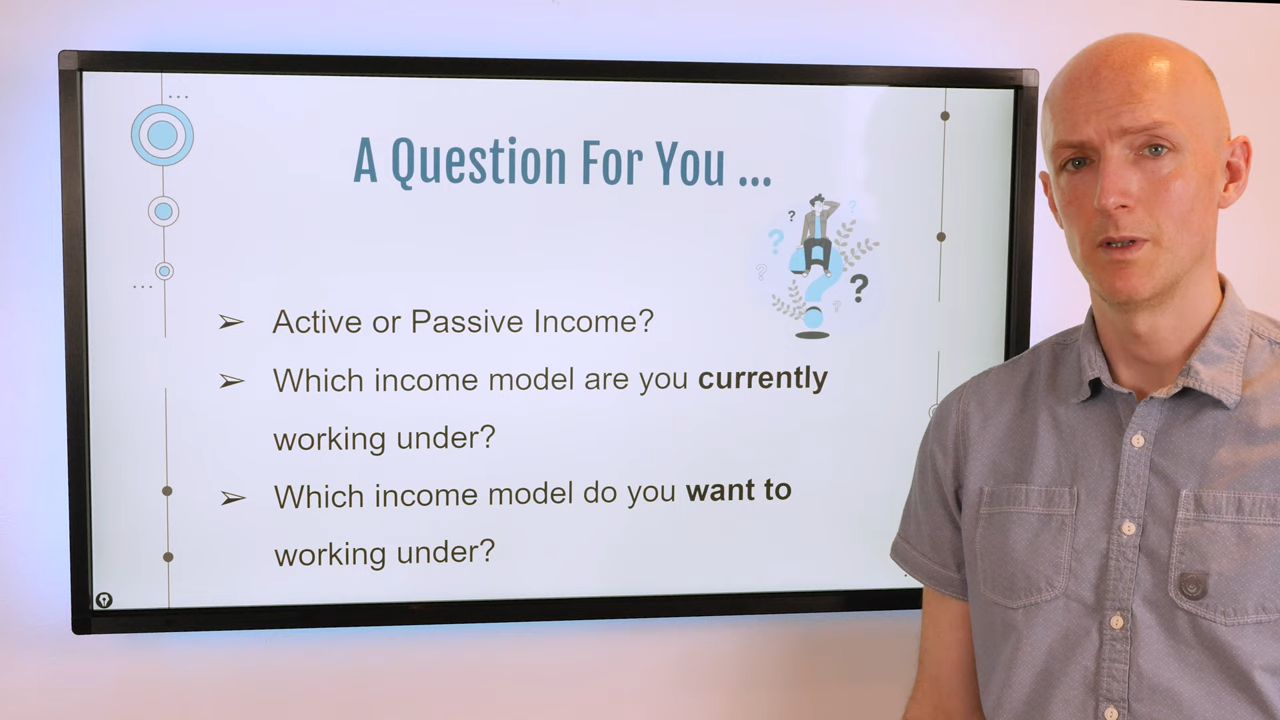 A Question For You ...
➢ Active or Passive Income?
➢ Which income model are you currently
working under?
➢ Which income model do you want to
working under?